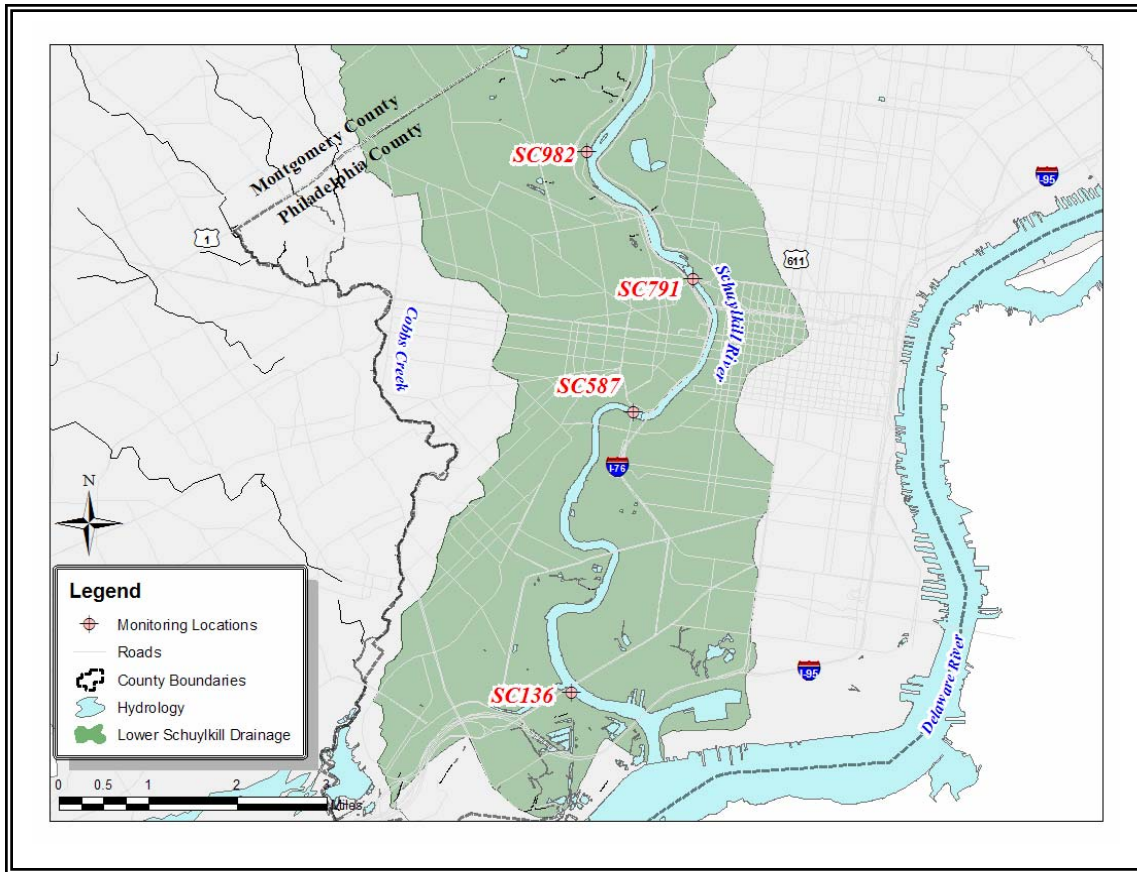 Montgomery County
Philadelphia County
SC982
I-95
1
611
SC791
Schuylkill River
Cobbs Creek
SC587
I-76
N
Legend
Monitoring Locations
Roads
County Boundaries
Hydrology
Lower Schuylkill Drainage
SC136
I-95
Delaware River
0 0.5 1 2 3
Miles